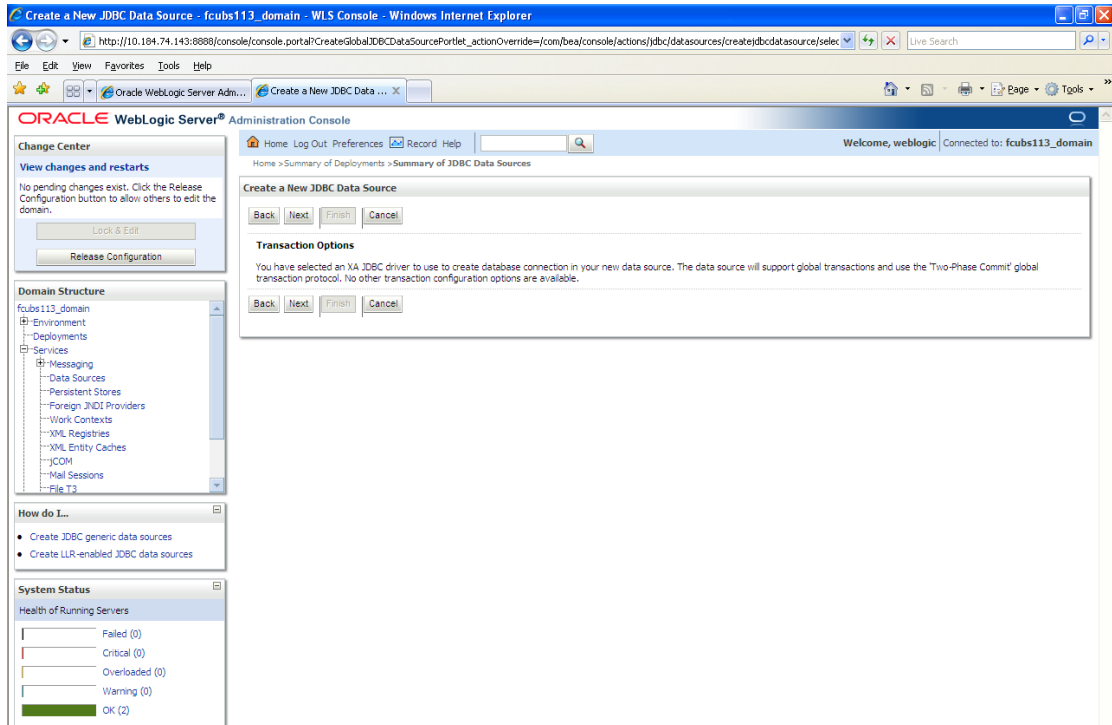 Create a New JDBC Data Source - fcubs113_domain - WLS Console - Windows Internet Explorer
http://10.184.74.143:8888/console/console.portal?CreateGlobalJDBCDataSourcePortlet_actionOverride=/com/bea/console/actions/jdbc/datasources/createjdbcdatasource/selec
Live Search
File Edit View Favorites Tools Help
Oracle WebLogic Server Adm...
Create a New JDBC Data ... X
Page Tools »
ORACLE WebLogic Server® Administration Console
Change Center
View changes and restarts
No pending changes exist. Click the Release
Configuration button to allow others to edit the
domain.
Lock & Edit
Release Configuration
Domain Structure
fcubs113_domain
Environment
Deployments
Services
Messaging
Data Sources
Persistent Stores
Foreign JNDI Providers
Work Contexts
XML Registries
XML Entity Caches
jCOM
Mail Sessions
File T3
How do I...
Create JDBC generic data sources
Create LLR-enabled JDBC data sources
System Status
Health of Running Servers
Failed (0)
Critical (0)
Overloaded (0)
Warning (0)
OK (2)
Home Log Out Preferences Record Help
Welcome, weblogic Connected to: fcubs113_domain
Home >Summary of Deployments >Summary of JDBC Data Sources
Create a New JDBC Data Source
Back Next Finish Cancel
Transaction Options
You have selected an XA JDBC driver to use to create database connection in your new data source. The data source will support global transactions and use the 'Two-Phase Commit' global
transaction protocol. No other transaction configuration options are available.
Back Next Finish Cancel